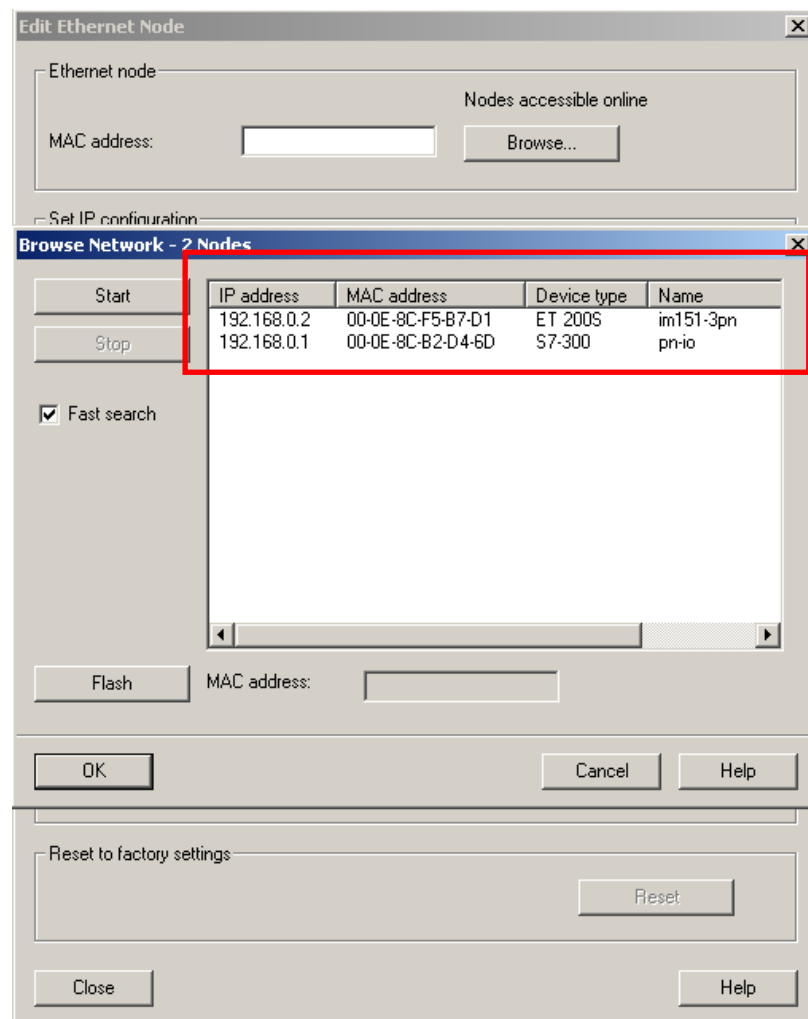 Edit Ethernet Node
Ethernet node
Nodes accessible online
MAC address:
Browse...
Set IP configuration
Browse Network - 2 Nodes
Start
IP address MAC address Device type Name
192.168.0.2 00-0E-8C-F5-B7-D1 ET 200S im151-3pn
192.168.0.1 00-0E-8C-B2-D4-6D S7-300 pn-io
Stop
Fast search
Flash MAC address:
OK Cancel Help
Reset to factory settings
Reset
Close Help